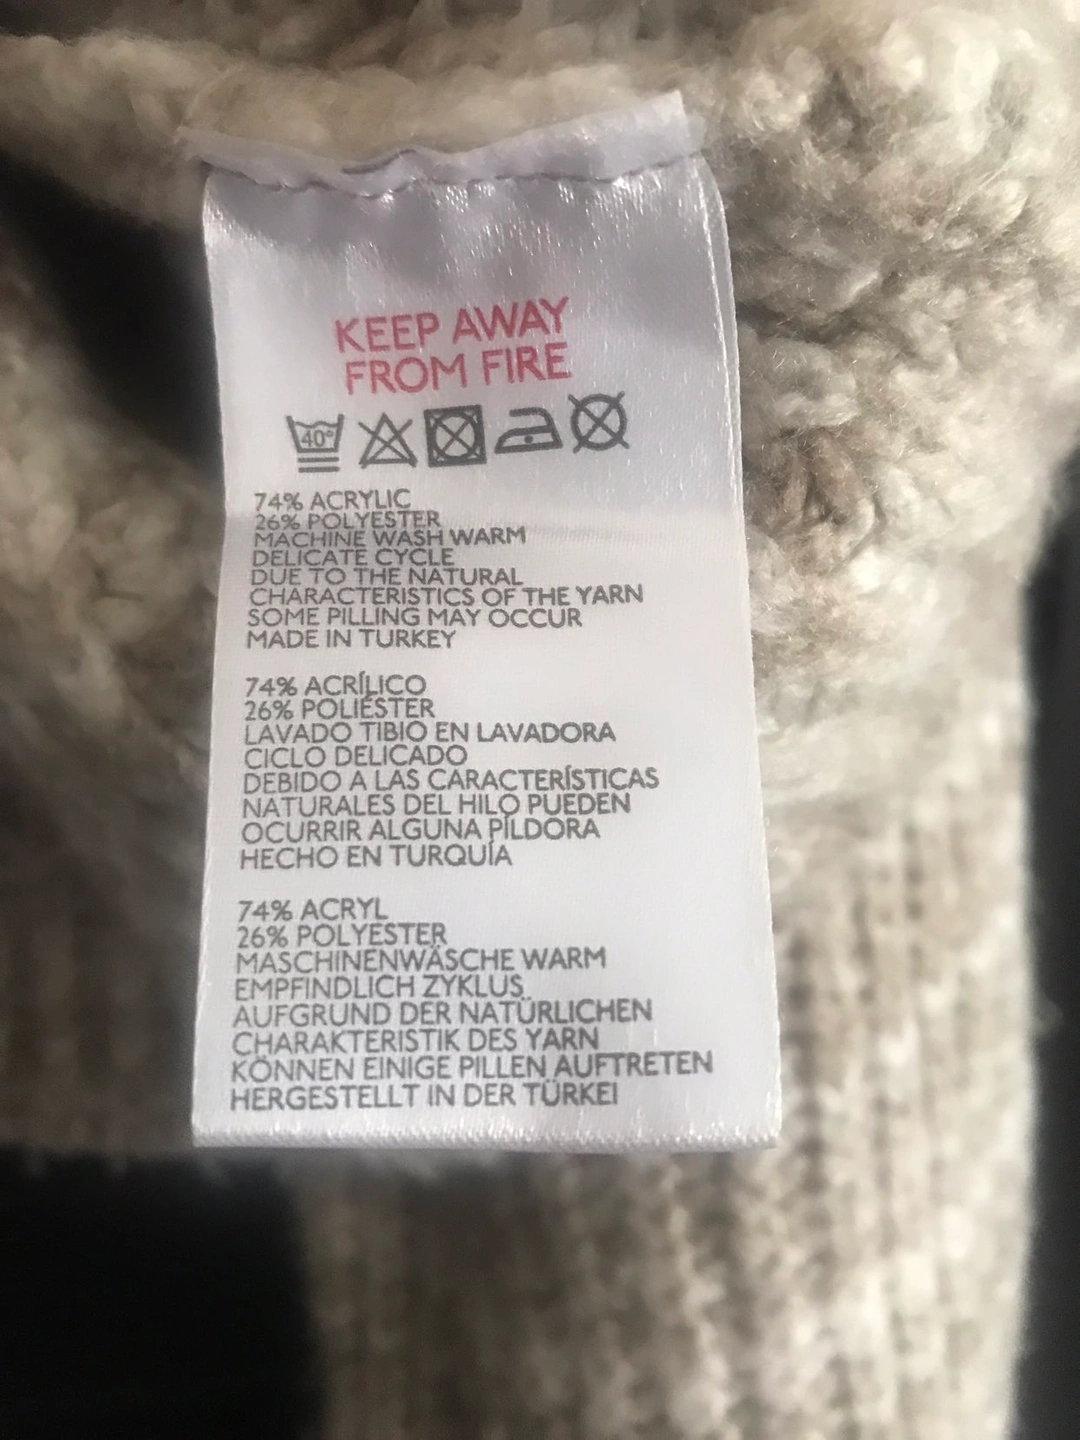 KEEP AWAY
FROM FIRE
40°
74% ACRYLIC
26% POLYESTER
MACHINE WASH WARM
DELICATE CYCLE
DUE TO THE NATURAL
CHARACTERISTICS OF THE YARN
SOME PILLING MAY OCCUR
MADE IN TURKEY
74% ACRÍLICO
26% POLIÉSTER
LAVADO TIBIO EN LAVADORA
CICLO DELICADO
DEBIDO A LAS CARACTERÍSTICAS
NATURALES DEL HILO PUEDEN
OCURRIR ALGUNA PÍLDORA
HECHO EN TURQUÍA
74% ACRYL
26% POLYESTER
MASCHINENWÄSCHE WARM
EMPFINDLICH ZYKLUS
AUFGRUND DER NATÜRLICHEN
CHARAKTERISTIK DES YARN
KÖNNEN EINIGE PILLEN AUFTRETEN
HERGESTELLT IN DER TÜRKEI